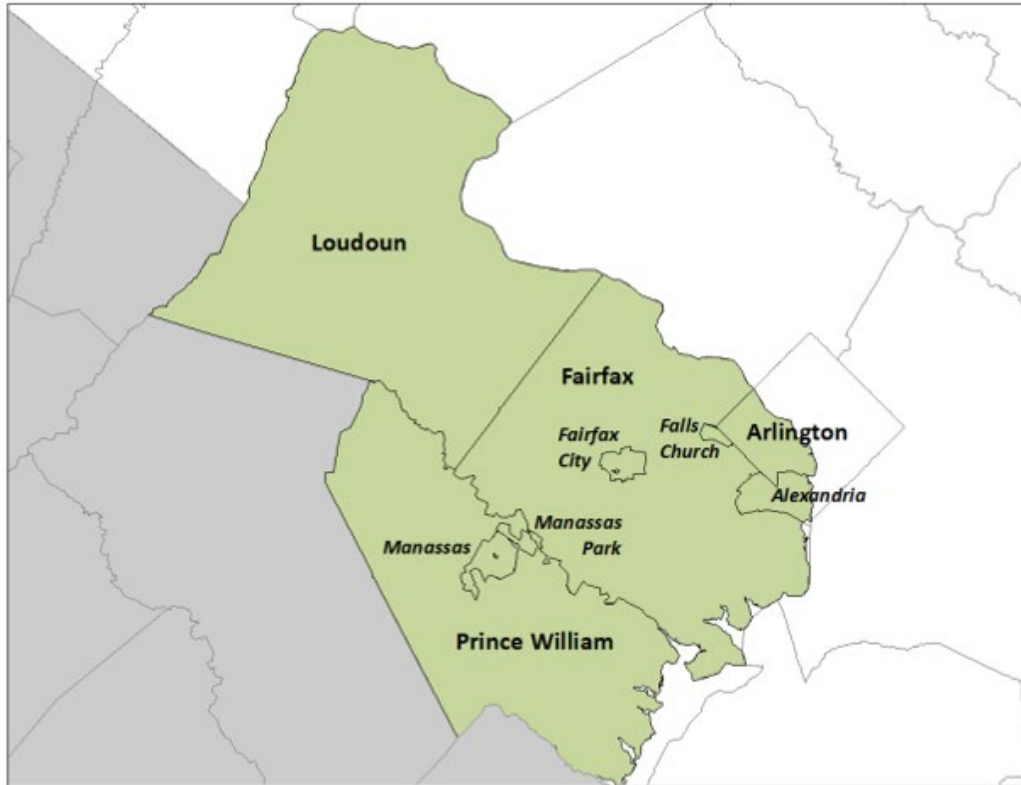 Loudoun
Fairfax
Fairfax
City
Falls
Church
Arlington
Alexandria
Manassas
Manassas
Park
Prince William